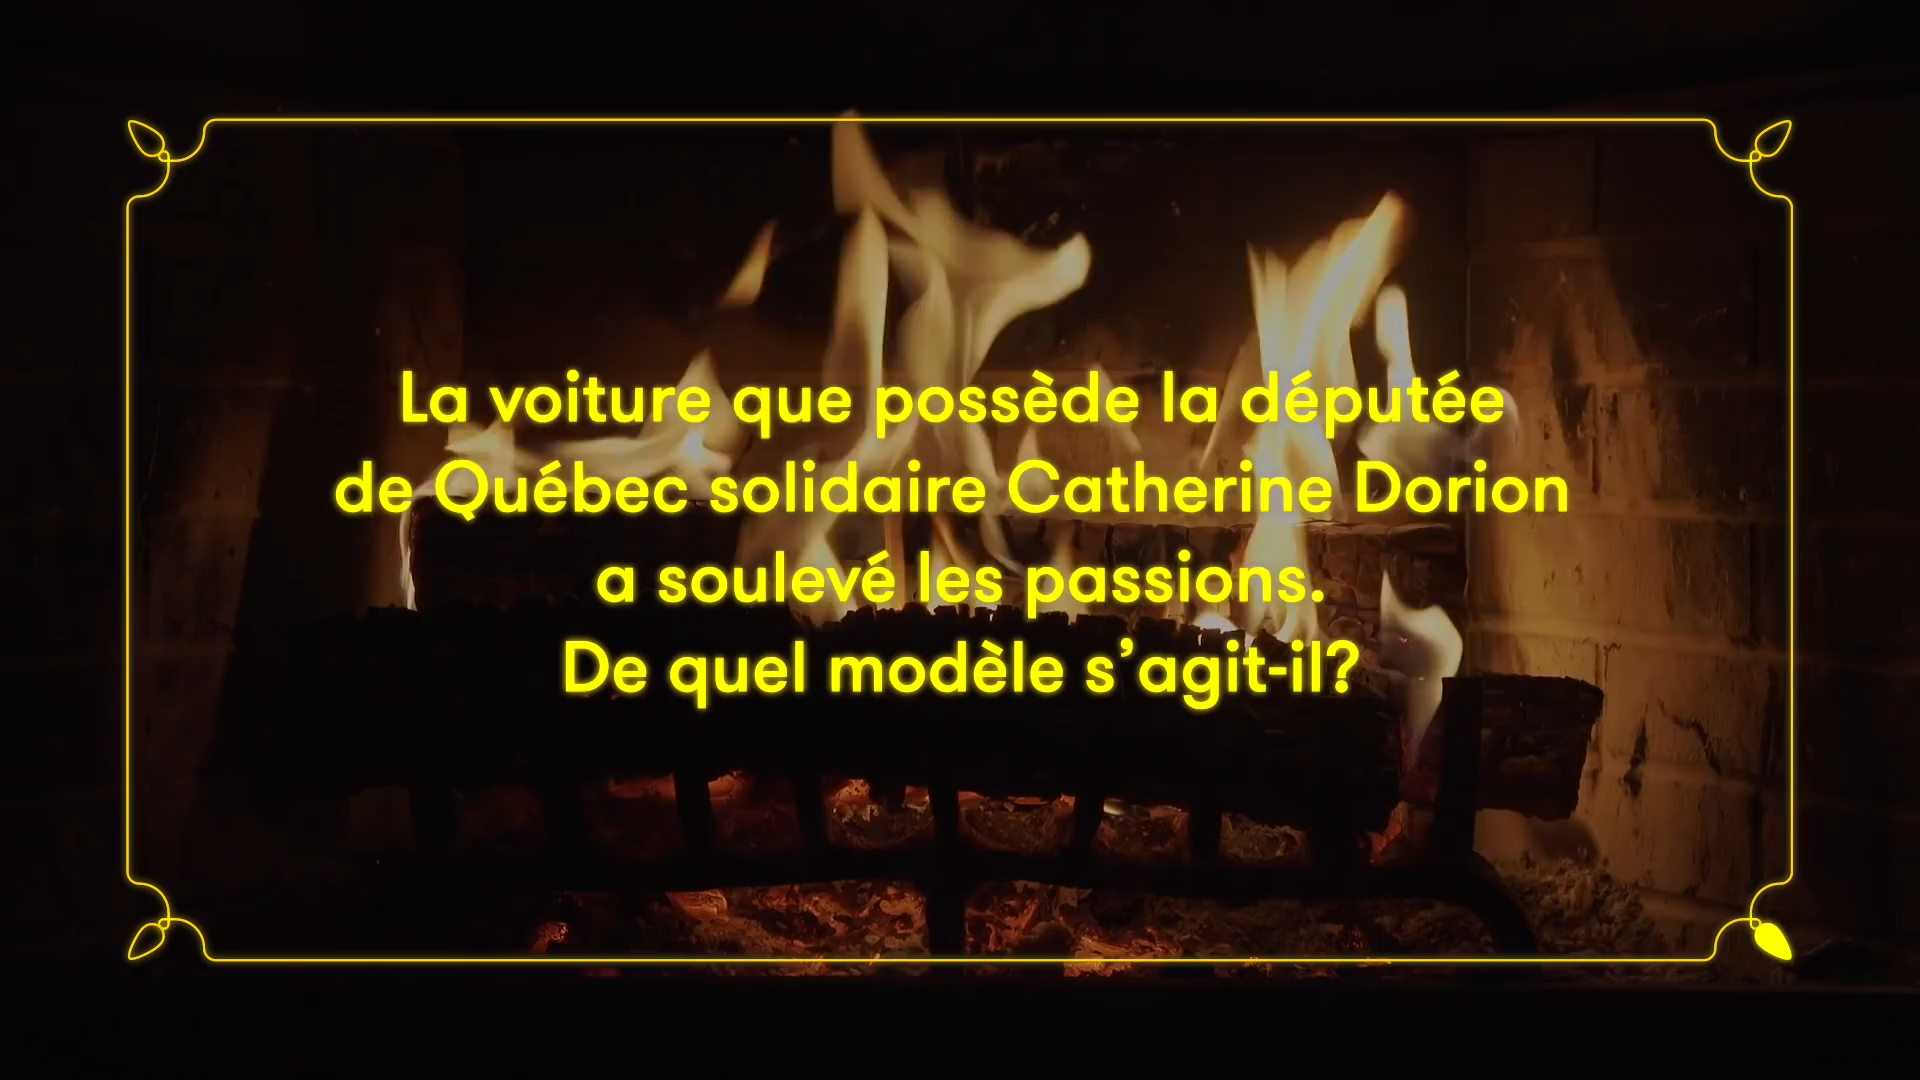 La voiture que possède la députée
de Québec solidaire Catherine Dorion
a soulevé les passions.
De quel modèle s’agit-il?